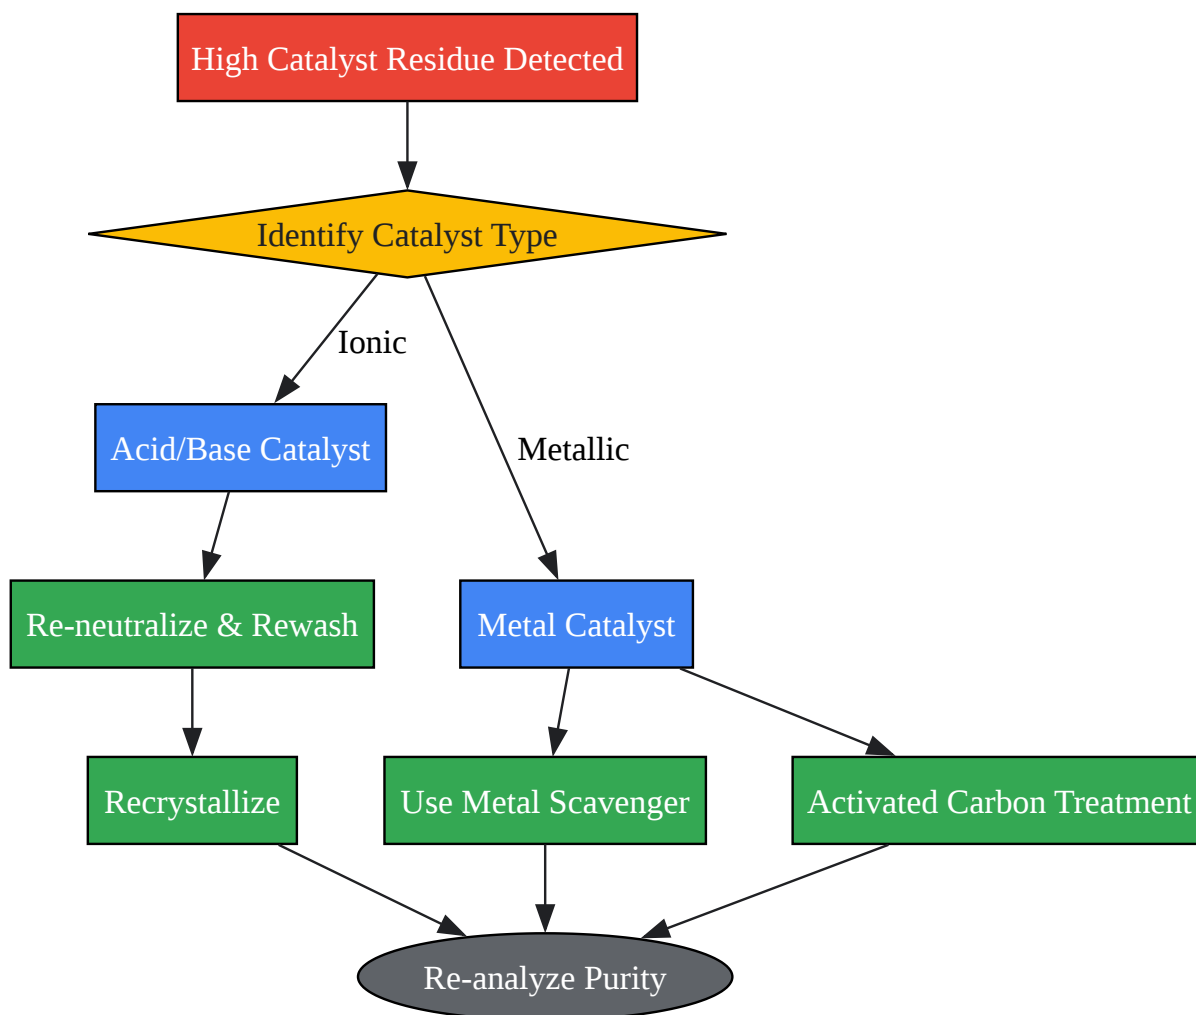 High Catalyst Residue Detected
Identify Catalyst Type
Ionic
Acid/Base Catalyst
Metallic
Re-neutralize & Rewash
Metal Catalyst
Recrystallize
Use Metal Scavenger
Activated Carbon Treatment
Re-analyze Purity